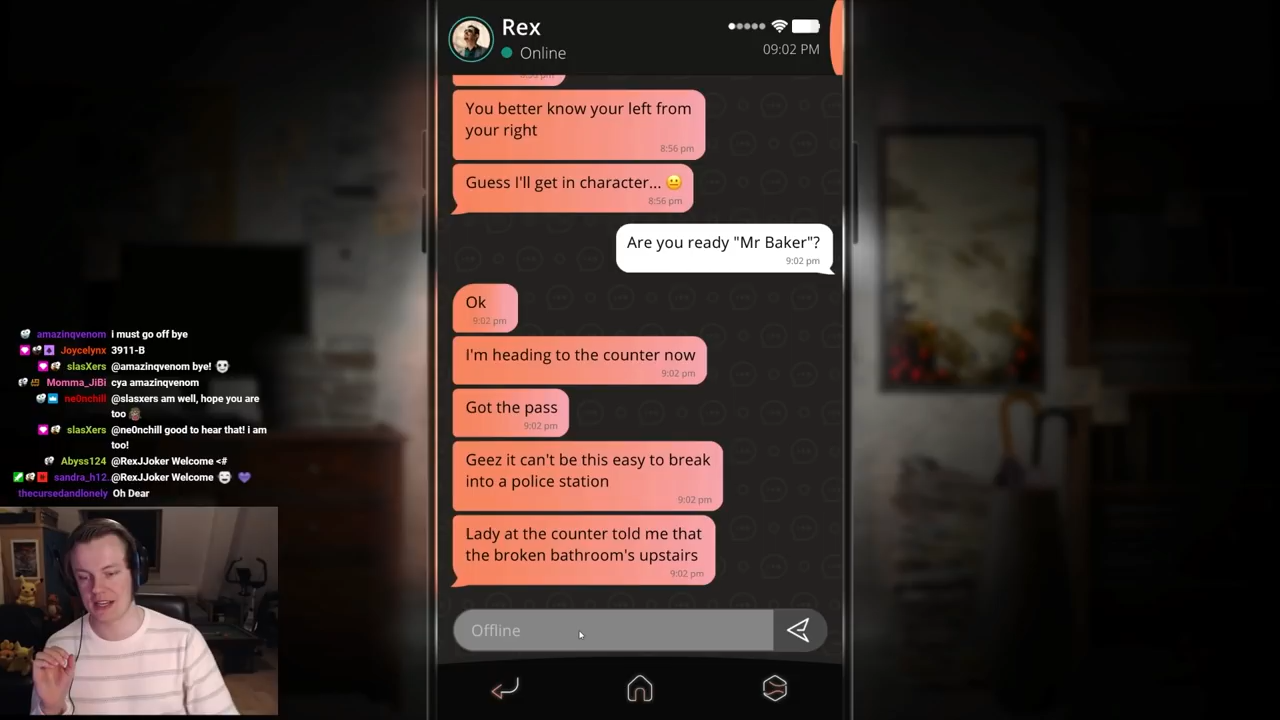 Rex
Online
09:02 PM
You better know your left from
your right
8:56 pm
Guess I'll get in character... 😐
8:56 pm
Are you ready "Mr Baker"?
9:02 pm
Ok
9:02 pm
I'm heading to the counter now
9:02 pm
Got the pass
9:02 pm
Geez it can't be this easy to break
into a police station
9:02 pm
Lady at the counter told me that
the broken bathroom's upstairs
9:02 pm
Offline
amazinqvenom i must go off bye
Joycelynx 3911-B
slasXers @amazinqvenom bye!
Momma_JiBi cya amazinqvenom
ne0nchill @slasxers am well, hope you are
too
slasXers @ne0nchill good to hear that! i am
too!
Abyss124 @RexJJoker Welcome <#
sandra_h12.. @RexJJoker Welcome 💜
thecursedandlonely Oh Dear